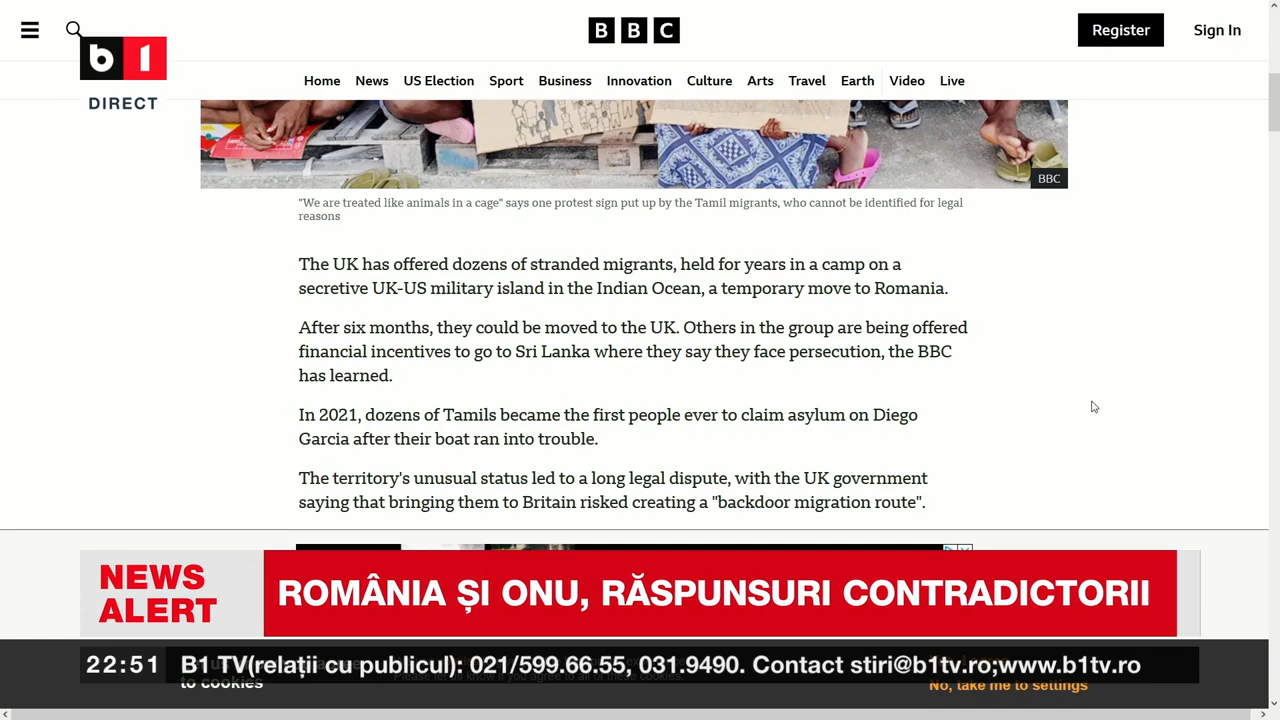 BBC
Register
Sign In
b1
DIRECT
Home News US Election Sport Business Innovation Culture Arts Travel Earth Video Live
BBC
"We are treated like animals in a cage" says one protest sign put up by the Tamil migrants, who cannot be identified for legal
reasons
The UK has offered dozens of stranded migrants, held for years in a camp on a
secretive UK-US military island in the Indian Ocean, a temporary move to Romania.
After six months, they could be moved to the UK. Others in the group are being offered
financial incentives to go to Sri Lanka where they say they face persecution, the BBC
has learned.
In 2021, dozens of Tamils became the first people ever to claim asylum on Diego
Garcia after their boat ran into trouble.
The territory's unusual status led to a long legal dispute, with the UK government
saying that bringing them to Britain risked creating a "backdoor migration route".
NEWS
ALERT
ROMÂNIA ȘI ONU, RĂSPUNSURI CONTRADICTORII
22:51 B1 TV(relații cu publicul): 021/599.66.55, 031.9490. Contact stiri@b1tv.ro;www.b1tv.ro
to cookies
No, take me to settings